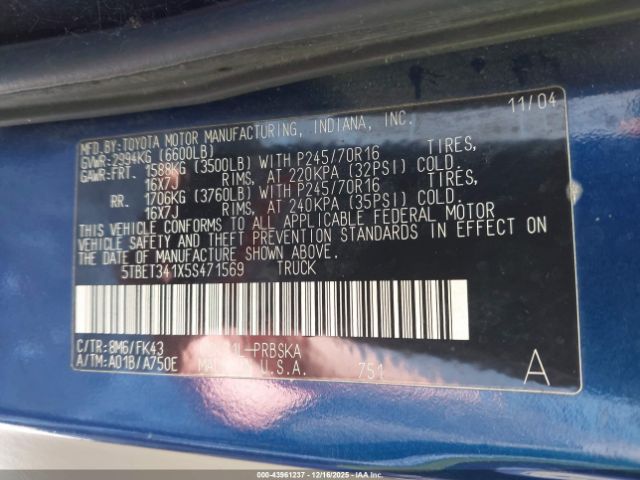 11/04
MFD.BY:TOYOTA MOTOR MANUFACTURING, INDIANA, INC.
GVWR:2994KG (6600LB)
GAWR:FRT. 1588KG (3500LB) WITH P245/70R16 TIRES,
16X7J RIMS, AT 220KPA (32PSI) COLD.
RR. 1706KG (3760LB) WITH P245/70R16 TIRES,
16X7J RIMS, AT 240KPA (35PSI) COLD.
THIS VEHICLE CONFORMS TO ALL APPLICABLE FEDERAL MOTOR
VEHICLE SAFETY AND THEFT PREVENTION STANDARDS IN EFFECT ON
THE DATE OF MANUFACTURE SHOWN ABOVE.
5TBET341X5S471569 TRUCK
C/TR: 8M6/FK43 L-PRBSKA
A/TM: A01B/A750E U.S.A. 751 A
00-43961237 - 12/16/2025 - IAA Inc.